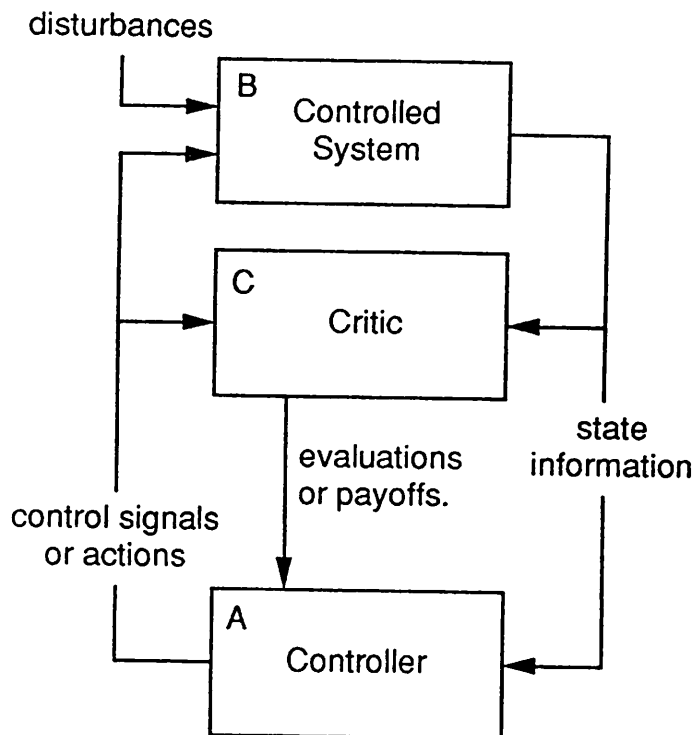 disturbances
B
Controlled
System
C
Critic
evaluations
or payoffs.
state
information
control signals
or actions
A
Controller